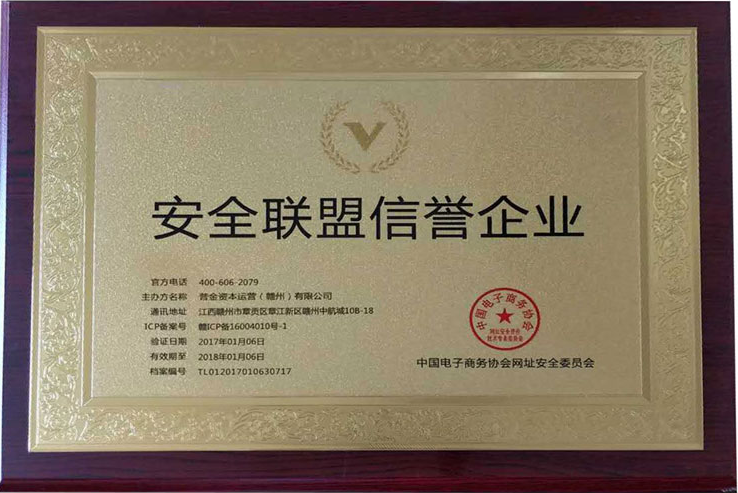 V
安全联盟信誉企业
官方电话 400-606-2079
主办方名称 营金资本运营（赣州）有限公司
通讯地址 江西赣州市章贡区章江新区赣州中航城10B-18
ICP备案号 赣ICP备16004010号-1
验证日期 2017年01月06日
有效期至 2018年01月06日
档案编号 TL012017010630717
中国电子商务协会
网址安全委员
中国电子商务协会网址安全委员会